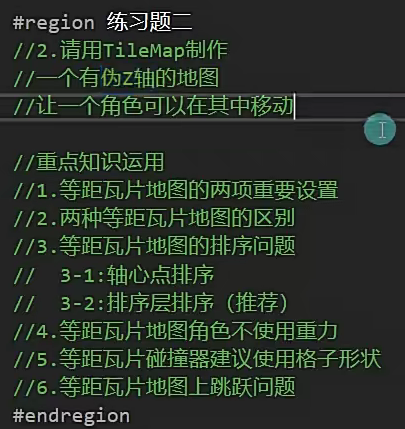 #region 练习题二
//2.请用TileMap制作
//一个有伪Z轴的地图
//让一个角色可以在其中移动
//重点知识运用
//1.等距瓦片地图的两项重要设置
//2.两种等距瓦片地图的区别
//3.等距瓦片地图的排序问题
//  3-1:轴心点排序
//  3-2:排序层排序（推荐）
//4.等距瓦片地图角色不使用重力
//5.等距瓦片碰撞器建议使用格子形状
//6.等距瓦片地图上跳跃问题
#endregion